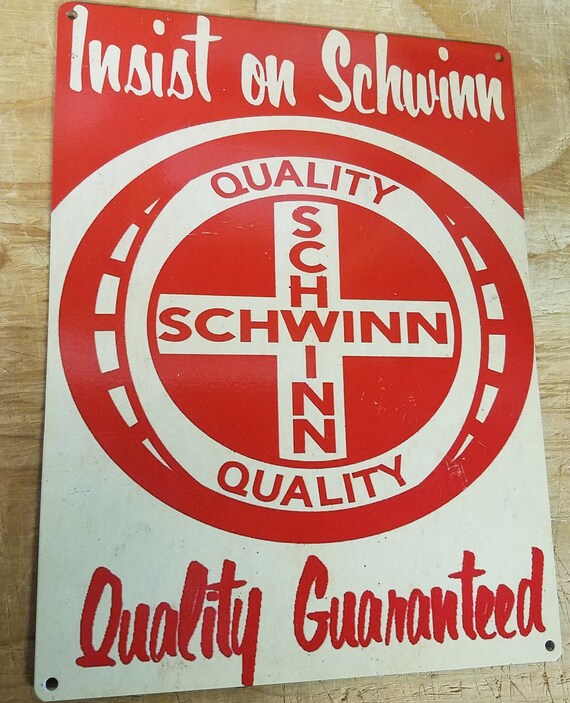 Insist on Schwinn
QUALITY
SCHWINN
SCHWINN
QUALITY
Quality Guaranteed